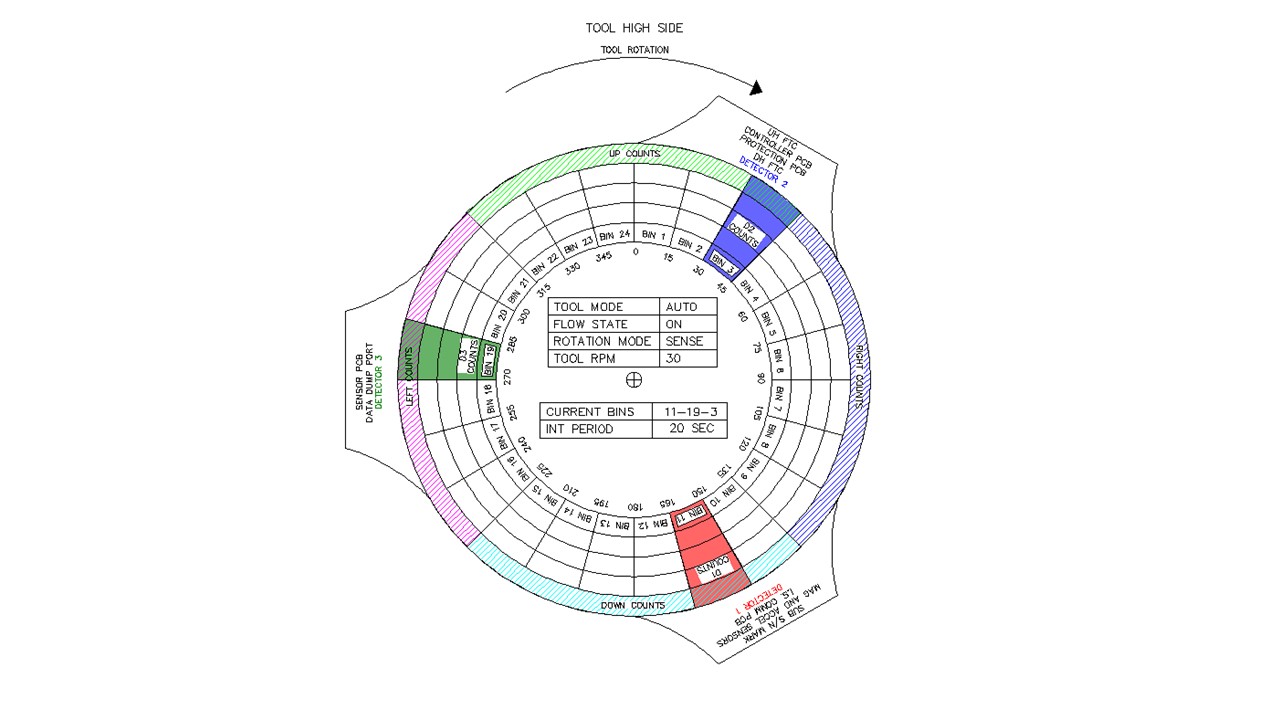 TOOL HIGH SIDE
TOOL ROTATION
UH FTC
CONTROLLER PCB
PROTECTION PCB
DH FTC
DETECTOR 2
UP COUNTS
D2
COUNTS
BIN 1
BIN 2
BIN 3
BIN 4
BIN 5
BIN 6
BIN 7
BIN 8
BIN 9
BIN 10
BIN 11
BIN 12
BIN 13
BIN 14
BIN 15
BIN 16
BIN 17
BIN 18
BIN 19
BIN 20
BIN 21
BIN 22
BIN 23
BIN 24
0
15
30
45
60
75
90
105
120
135
150
165
180
195
210
225
240
255
270
285
300
315
330
345
TOOL MODE AUTO
FLOW STATE ON
ROTATION MODE SENSE
TOOL RPM 30
CURRENT BINS 11-19-3
INT PERIOD 20 SEC
RIGHT COUNTS
SENSOR PCB
DATA DUMP PORT
DETECTOR 3
LEFT COUNTS
D3
COUNTS
D1
COUNTS
DOWN COUNTS
DETECTOR 1
L.S. COMM PCB
MAG AND ACCEL SENSORS
SUB S/N MARK